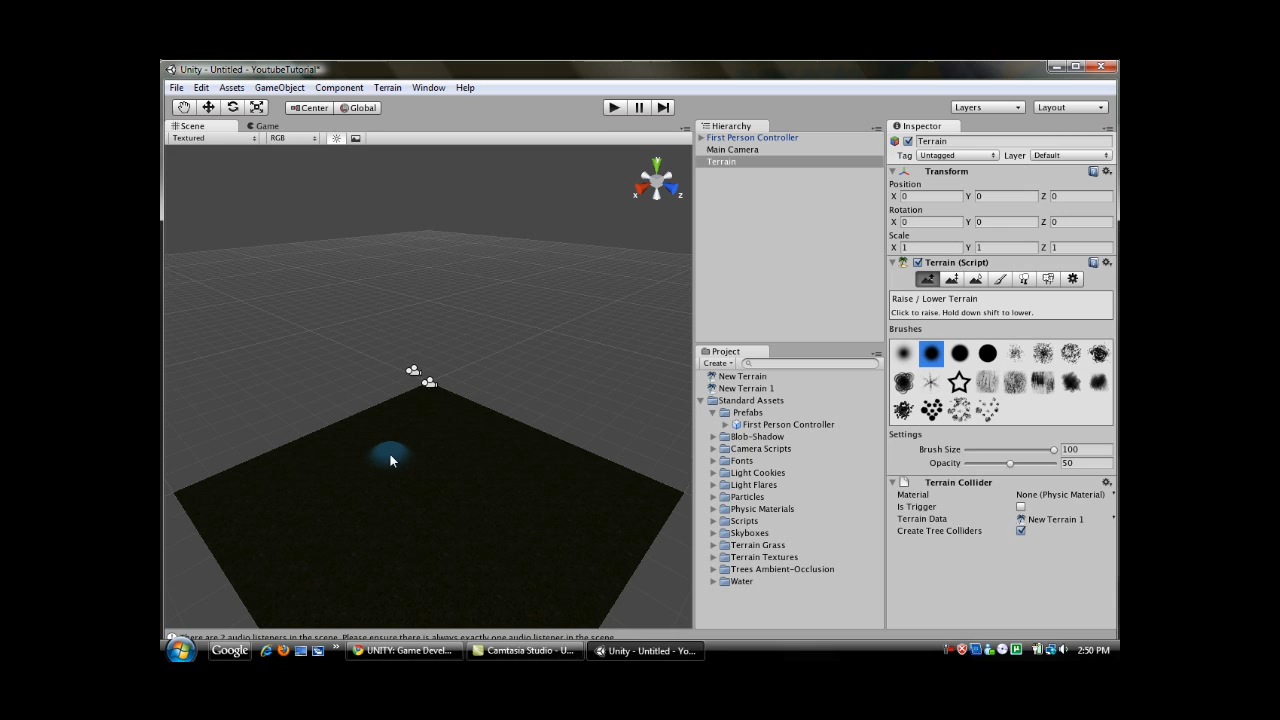 Unity - Untitled - YoutubeTutorial*
File Edit Assets GameObject Component Terrain Window Help
Center Global Layers Layout
Scene Game
Textured RGB
y
x z
Hierarchy
First Person Controller
Main Camera
Terrain
Project
Create
New Terrain
New Terrain 1
Standard Assets
Prefabs
First Person Controller
Blob-Shadow
Camera Scripts
Fonts
Light Cookies
Light Flares
Particles
Physic Materials
Scripts
Skyboxes
Terrain Grass
Terrain Textures
Trees Ambient-Occlusion
Water
Inspector
Terrain
Tag Untagged Layer Default
Transform
Position
X 0 Y 0 Z 0
Rotation
X 0 Y 0 Z 0
Scale
X 1 Y 1 Z 1
Terrain (Script)
Raise / Lower Terrain
Click to raise. Hold down shift to lower.
Brushes
Settings
Brush Size 100
Opacity 50
Terrain Collider
Material None (Physic Material)
Is Trigger
Terrain Data New Terrain 1
Create Tree Colliders
There are 2 audio listeners in the scene. Please ensure there is always exactly one audio listener in the scene
Google UNITY: Game Devel... Camtasia Studio - U... Unity - Untitled - Yo... 2:50 PM